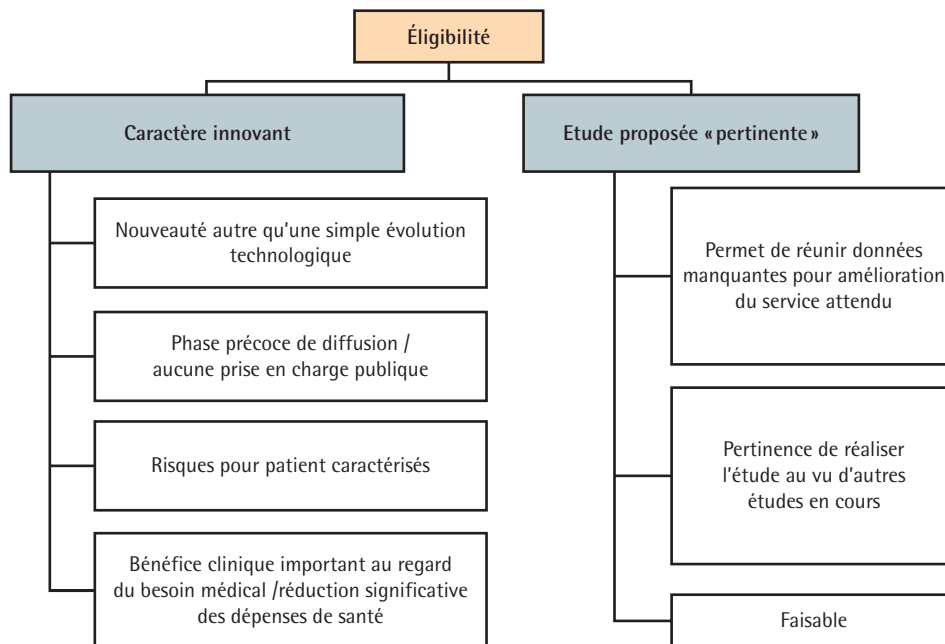 Éligibilité
Caractère innovant
Nouveauté autre qu'une simple évolution
technologique
Phase précoce de diffusion /
aucune prise en charge publique
Risques pour patient caractérisés
Bénéfice clinique important au regard
du besoin médical /réduction significative
des dépenses de santé
Etude proposée « pertinente »
Permet de réunir données
manquantes pour amélioration
du service attendu
Pertinence de réaliser
l'étude au vu d'autres
études en cours
Faisable